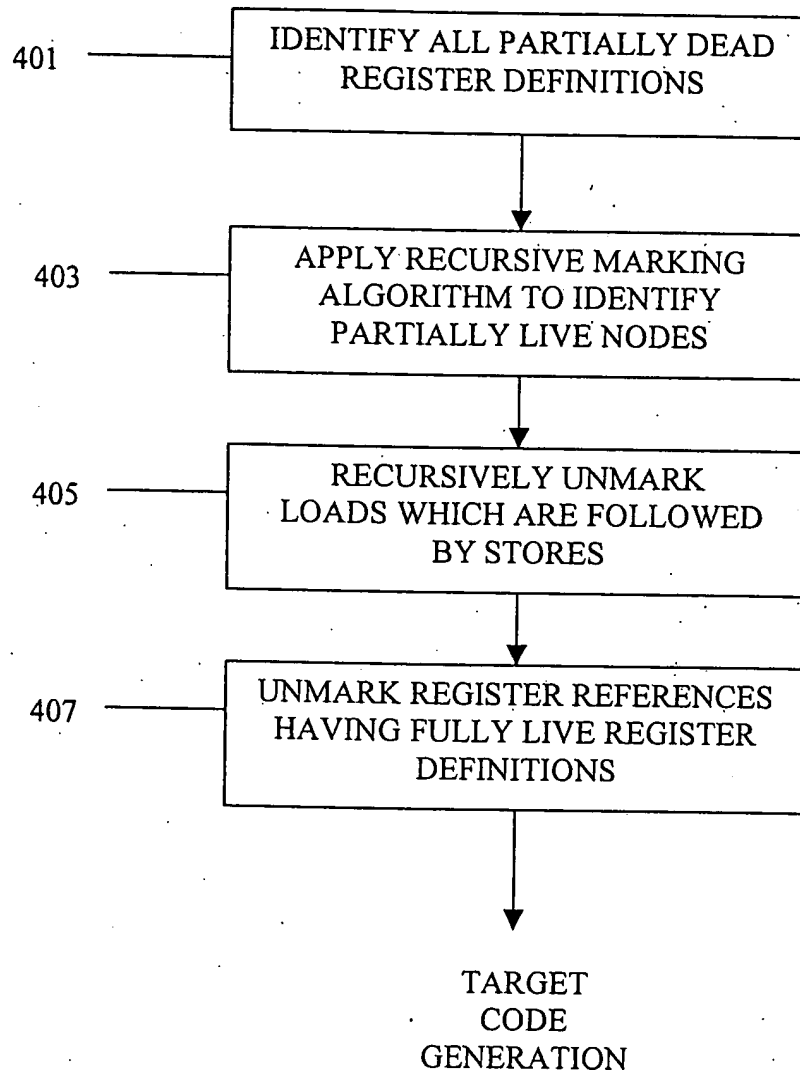 401
IDENTIFY ALL PARTIALLY DEAD
REGISTER DEFINITIONS
403
APPLY RECURSIVE MARKING
ALGORITHM TO IDENTIFY
PARTIALLY LIVE NODES
405
RECURSIVELY UNMARK
LOADS WHICH ARE FOLLOWED
BY STORES
407
UNMARK REGISTER REFERENCES
HAVING FULLY LIVE REGISTER
DEFINITIONS
TARGET
CODE
GENERATION